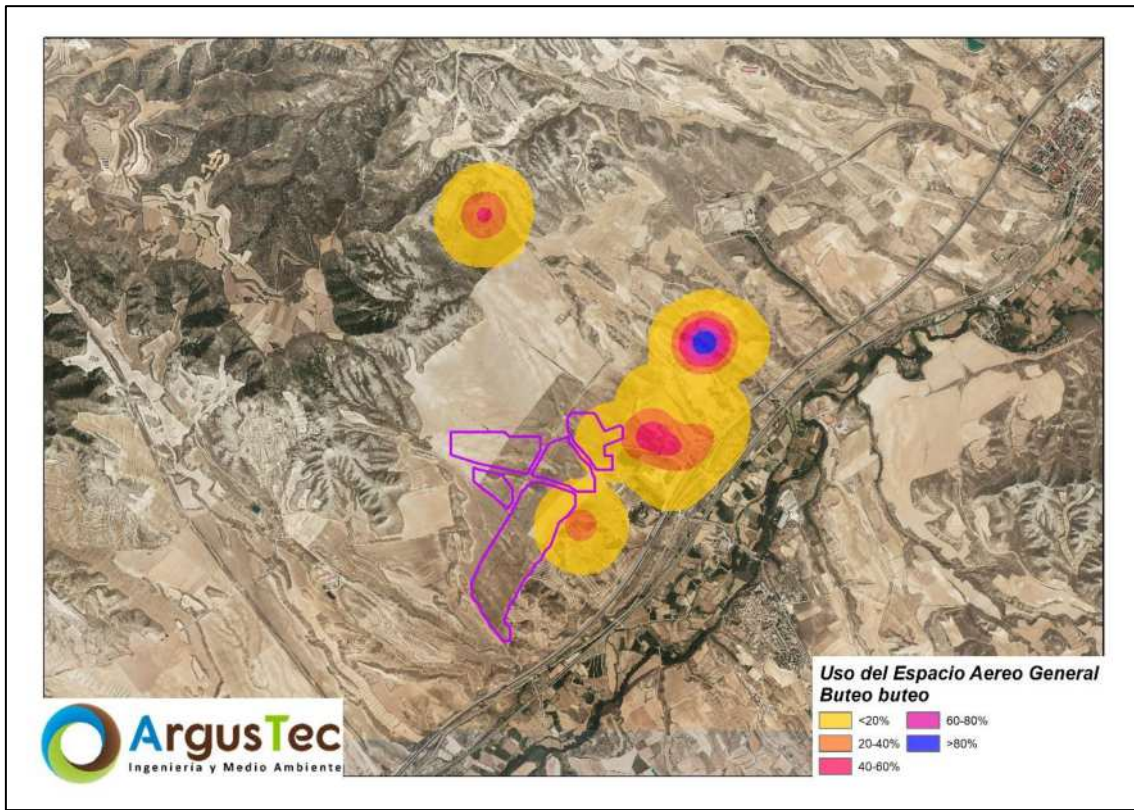 Uso del Espacio Aereo General
Buteo buteo
<20%
60-80%
20-40%
>80%
40-60%
ArgusTec
Ingeniería y Medio Ambiente